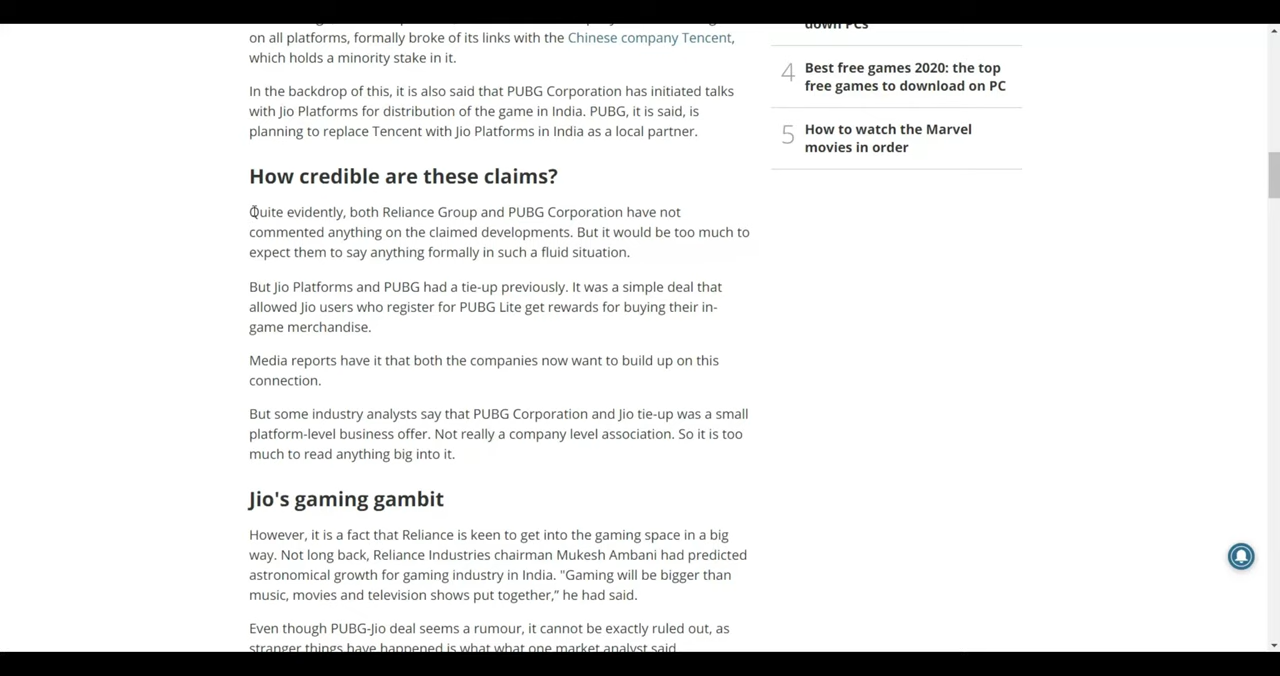 on all platforms, formally broke of its links with the Chinese company Tencent,
which holds a minority stake in it.
In the backdrop of this, it is also said that PUBG Corporation has initiated talks
with Jio Platforms for distribution of the game in India. PUBG, it is said, is
planning to replace Tencent with Jio Platforms in India as a local partner.
How credible are these claims?
Quite evidently, both Reliance Group and PUBG Corporation have not
commented anything on the claimed developments. But it would be too much to
expect them to say anything formally in such a fluid situation.
But Jio Platforms and PUBG had a tie-up previously. It was a simple deal that
allowed Jio users who register for PUBG Lite get rewards for buying their in-
game merchandise.
Media reports have it that both the companies now want to build up on this
connection.
But some industry analysts say that PUBG Corporation and Jio tie-up was a small
platform-level business offer. Not really a company level association. So it is too
much to read anything big into it.
Jio's gaming gambit
However, it is a fact that Reliance is keen to get into the gaming space in a big
way. Not long back, Reliance Industries chairman Mukesh Ambani had predicted
astronomical growth for gaming industry in India. "Gaming will be bigger than
music, movies and television shows put together,” he had said.
Even though PUBG-Jio deal seems a rumour, it cannot be exactly ruled out, as
stranger things have happened is what what one market analyst said
down PCs
4
Best free games 2020: the top
free games to download on PC
5
How to watch the Marvel
movies in order